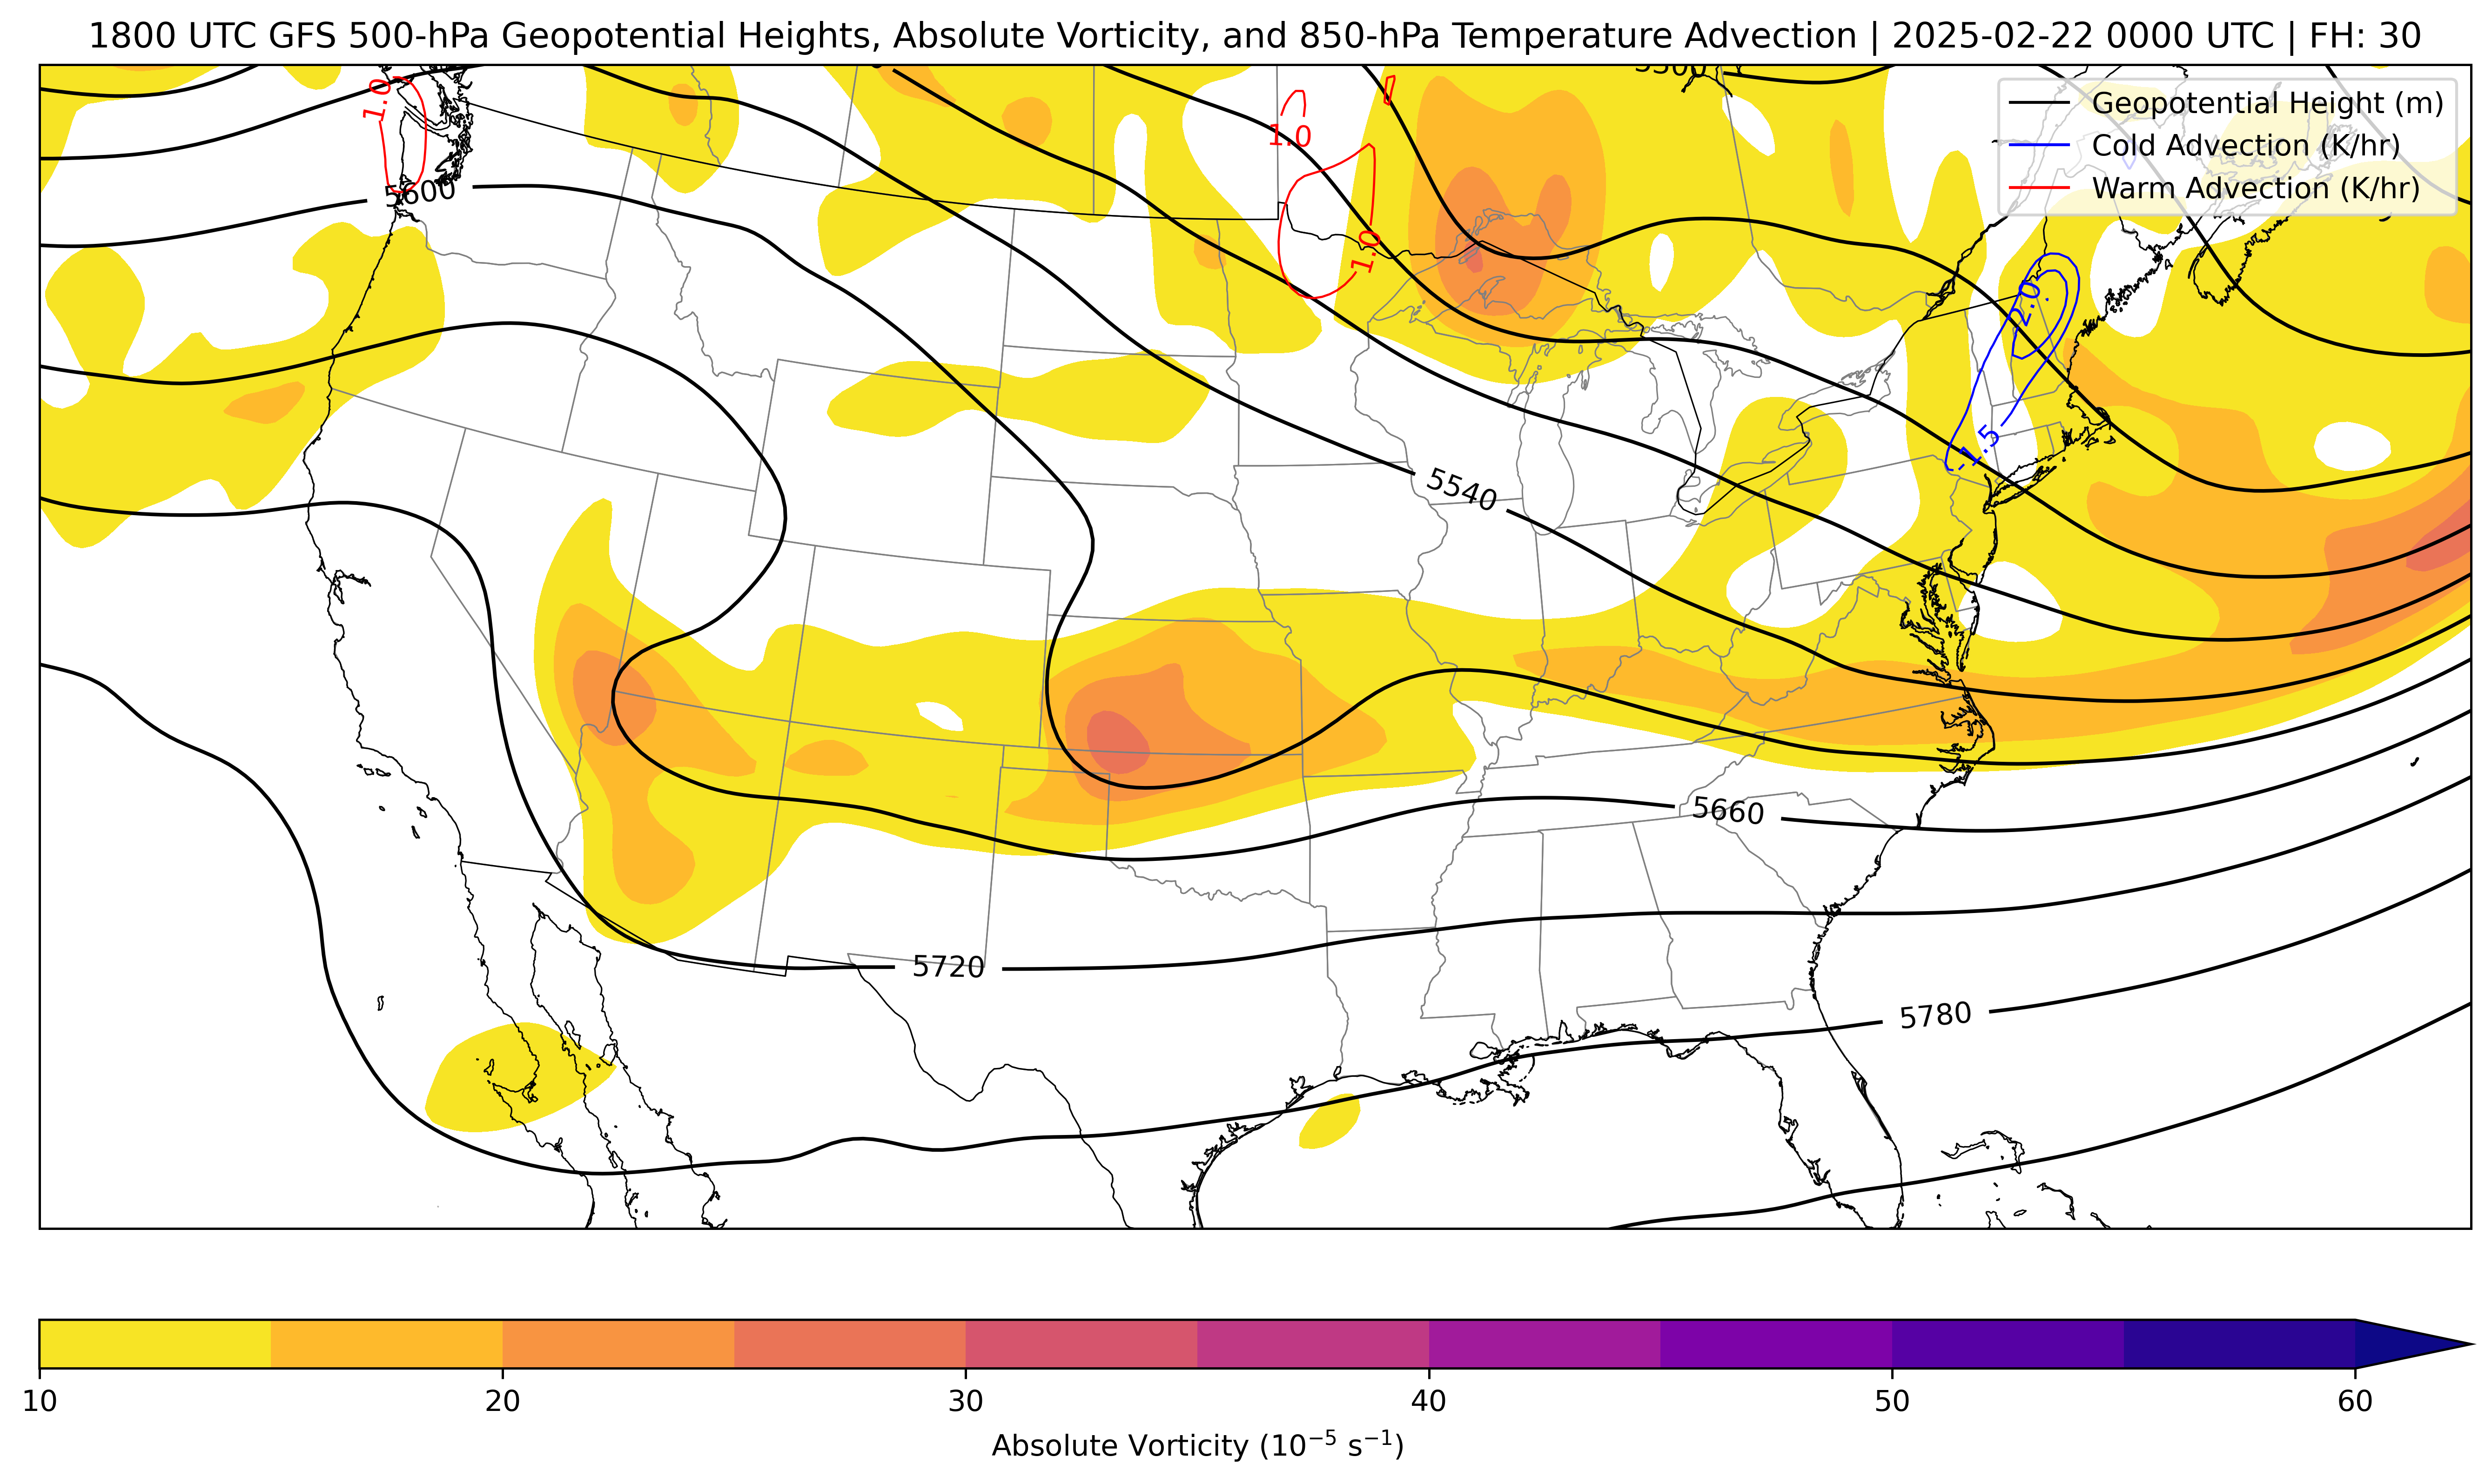 1800 UTC GFS 500-hPa Geopotential Heights, Absolute Vorticity, and 850-hPa Temperature Advection | 2025-02-22 0000 UTC | FH: 30
Geopotential Height (m)
Cold Advection (K/hr)
Warm Advection (K/hr)
1.0
1.0
5600
1.0
-2.0
-1.5
5540
5660
5720
5780
10 20 30 40 50 60
Absolute Vorticity (10⁻⁵ s⁻¹)